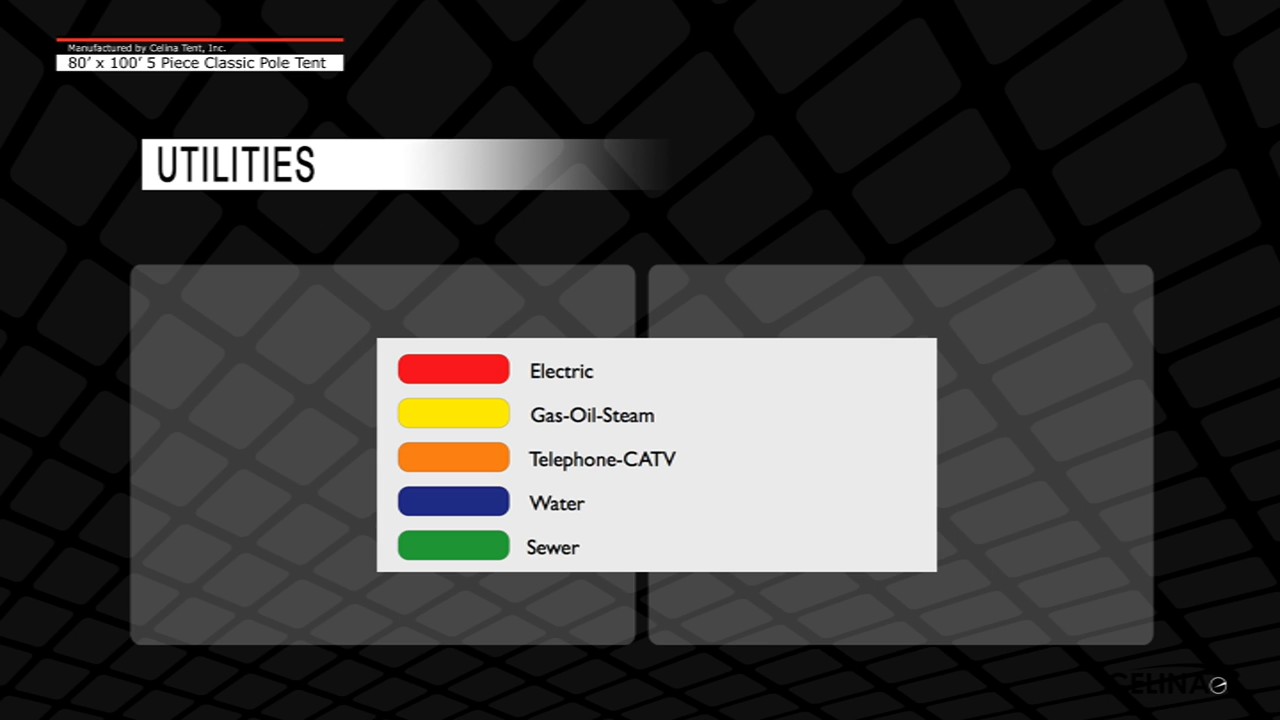 Manufactured by Celina Tent, Inc.
80’ x 100’ 5 Piece Classic Pole Tent
UTILITIES
Electric
Gas-Oil-Steam
Telephone-CATV
Water
Sewer
CELINA